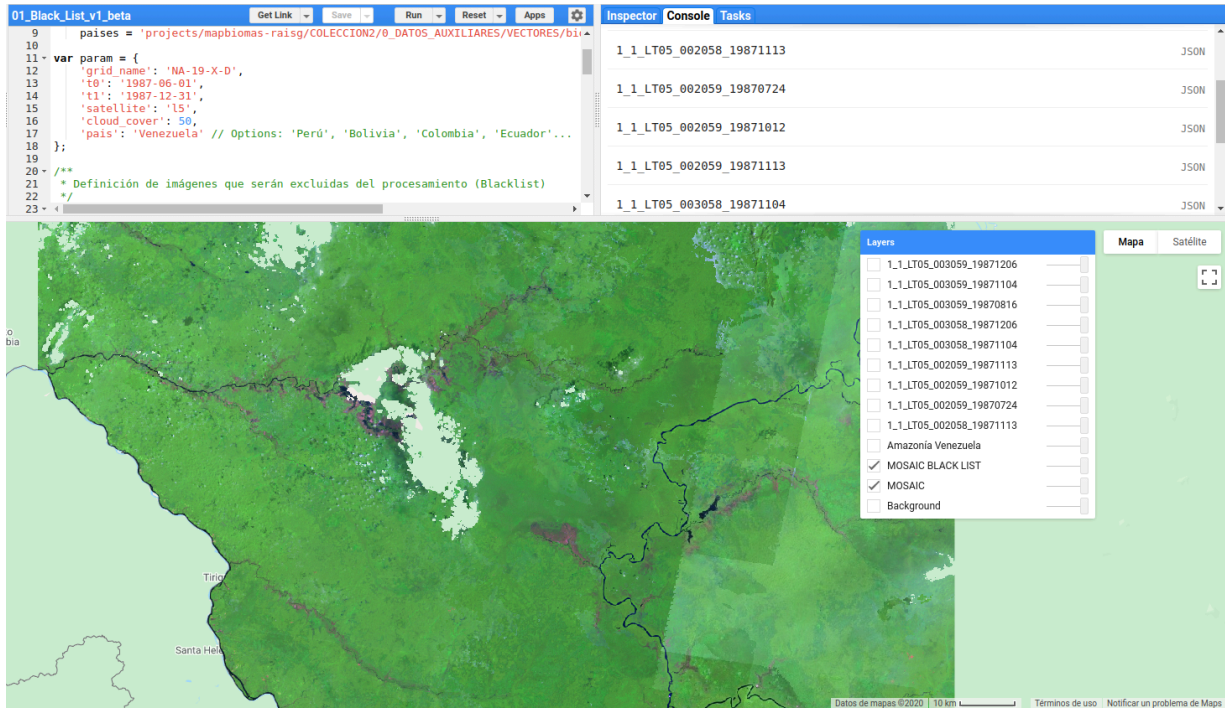 01_Black_List_v1_beta
Get Link
Save
Run
Reset
Apps
9 paises = 'projects/mapbiomas-raisg/COLECCION2/0_DATOS_AUXILIARES/VECTORES/bi
10
11 var param = {
12 'grid_name': 'NA-19-X-D',
13 't0': '1987-06-01',
14 't1': '1987-12-31',
15 'satellite': 'l5',
16 'cloud_cover': 50,
17 'pais': 'Venezuela' // Options: 'Perú', 'Bolivia', 'Colombia', 'Ecuador'...
18 };
19
20 /**
21 * Definición de imágenes que serán excluidas del procesamiento (Blacklist)
22 */
23
Inspector
Console
Tasks
1_1_LT05_002058_19871113 JSON
1_1_LT05_002059_19870724 JSON
1_1_LT05_002059_19871012 JSON
1_1_LT05_002059_19871113 JSON
1_1_LT05_003058_19871104 JSON
Layers
1_1_LT05_003059_19871206
1_1_LT05_003059_19871104
1_1_LT05_003059_19870816
1_1_LT05_003058_19871206
1_1_LT05_003058_19871104
1_1_LT05_002059_19871113
1_1_LT05_002059_19871012
1_1_LT05_002059_19870724
1_1_LT05_002058_19871113
Amazonía Venezuela
MOSAIC BLACK LIST
MOSAIC
Background
Mapa
Satélite
o
bia
Tiriq
Santa Hele
Datos de mapas ©2020
10 km
Términos de uso
Notificar un problema de Maps